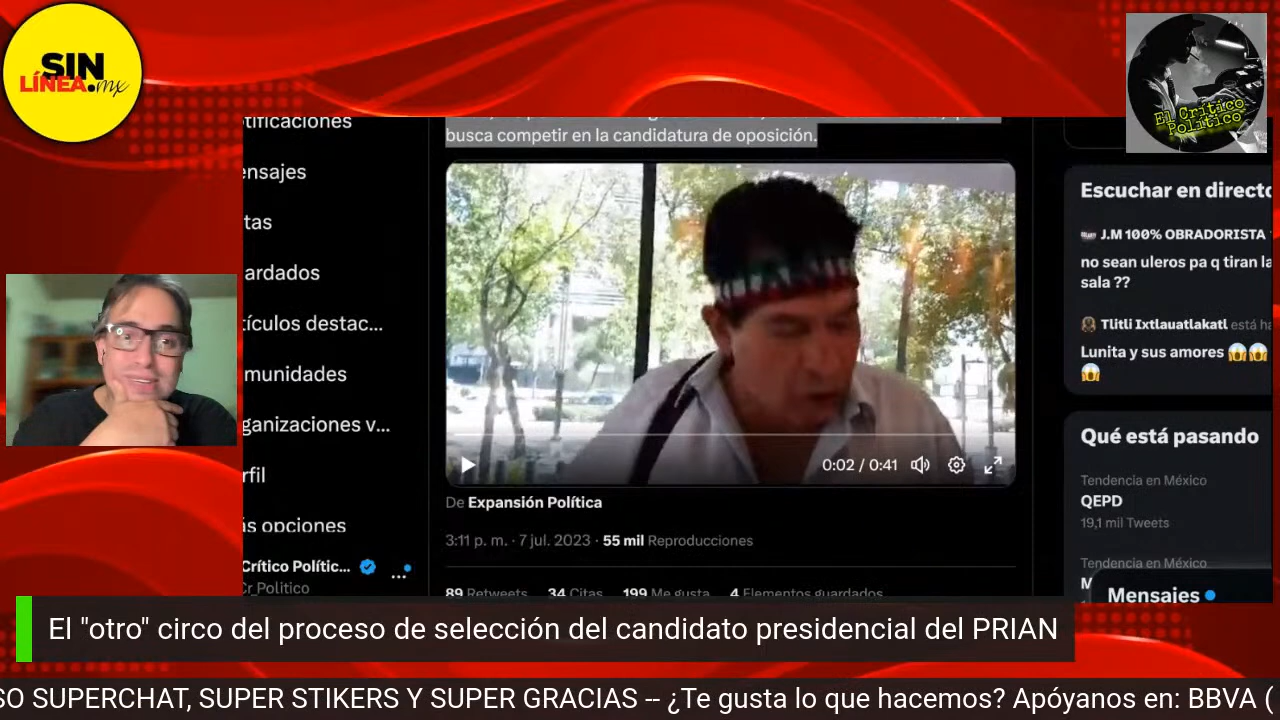 SIN
LÍNEA.mx
El Crítico
Político
tificaciones
ensajes
tas
ardados
tículos destac...
munidades
ganizaciones v...
rfil
ás opciones
Crítico Polític...
Cr_Politico
busca competir en la candidatura de oposición.
0:02 / 0:41
De Expansión Política
3:11 p. m. · 7 jul. 2023 · 55 mil Reproducciones
89 Retweets 34 Citas 199 Me gusta 4 Elementos guardados
Escuchar en directo
J.M 100% OBRADORISTA
no sean uleros pa q tiran la
sala ??
Tlitli Ixtlauatlakatl está ha
Lunita y sus amores 😱😱
😱
Qué está pasando
Tendencia en México
QEPD
19,1 mil Tweets
Tendencia en México
M
Mensajes
El "otro" circo del proceso de selección del candidato presidencial del PRIAN
SO SUPERCHAT, SUPER STIKERS Y SUPER GRACIAS -- ¿Te gusta lo que hacemos? Apóyanos en: BBVA (